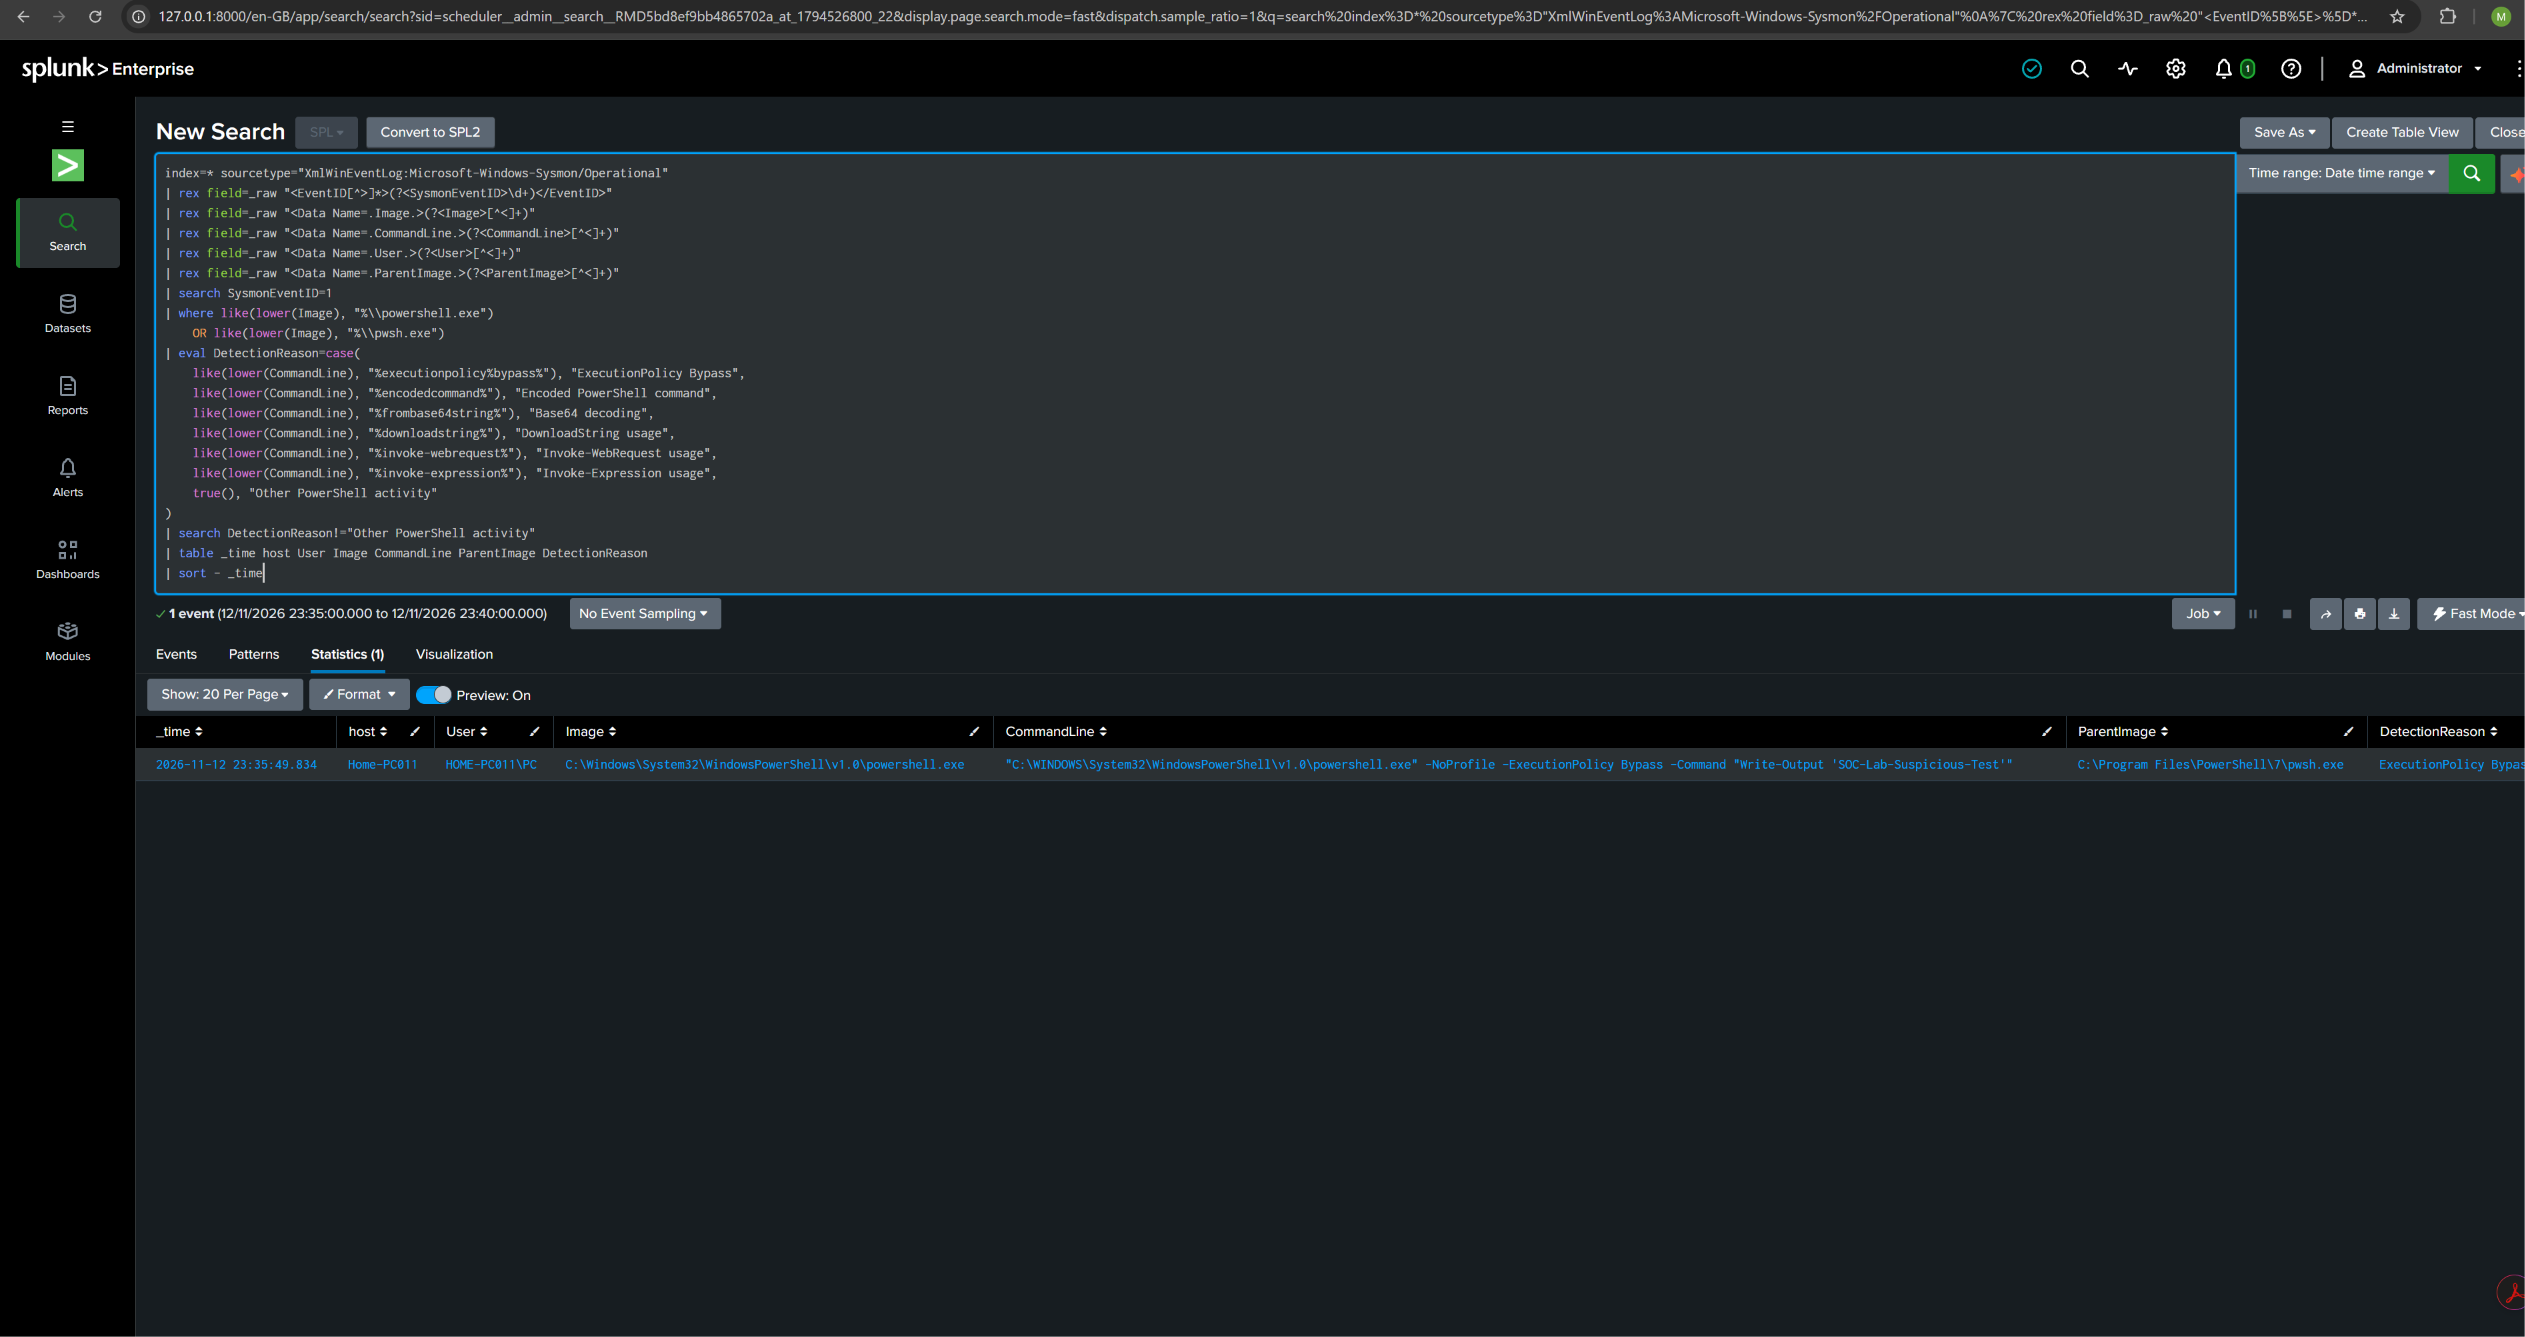 127.0.0.1:8000/en-GB/app/search/search?sid=scheduler__admin__search__RMD5bd8ef9bb4865702a_at_1794526800_22&display.page.search.mode=fast&dispatch.sample_ratio=1&q=search%20index%3D*%20sourcetype%3D"XmlWinEventLog%3AMicrosoft-Windows-Sysmon%2FOperational"%0A%7C%20rex%20field%3D_raw%20"<EventID%5B%5E>%5D*...
M
splunk>Enterprise
1
Administrator
New Search
SPL
Convert to SPL2
Save As
Create Table View
Close
index=* sourcetype="XmlWinEventLog:Microsoft-Windows-Sysmon/Operational"
| rex field=_raw "<EventID[^>]*>(?<SysmonEventID>\d+)</EventID>"
| rex field=_raw "<Data Name=.Image.>(?<Image>[^<]+)"
| rex field=_raw "<Data Name=.CommandLine.>(?<CommandLine>[^<]+)"
| rex field=_raw "<Data Name=.User.>(?<User>[^<]+)"
| rex field=_raw "<Data Name=.ParentImage.>(?<ParentImage>[^<]+)"
| search SysmonEventID=1
| where like(lower(Image), "%\\powershell.exe")
OR like(lower(Image), "%\\pwsh.exe")
| eval DetectionReason=case(
like(lower(CommandLine), "%executionpolicy%bypass%"), "ExecutionPolicy Bypass",
like(lower(CommandLine), "%encodedcommand%"), "Encoded PowerShell command",
like(lower(CommandLine), "%frombase64string%"), "Base64 decoding",
like(lower(CommandLine), "%downloadstring%"), "DownloadString usage",
like(lower(CommandLine), "%invoke-webrequest%"), "Invoke-WebRequest usage",
like(lower(CommandLine), "%invoke-expression%"), "Invoke-Expression usage",
true(), "Other PowerShell activity"
)
| search DetectionReason!="Other PowerShell activity"
| table _time host User Image CommandLine ParentImage DetectionReason
| sort - _time
Time range: Date time range
Search
Datasets
Reports
Alerts
Dashboards
Modules
1 event (12/11/2026 23:35:00.000 to 12/11/2026 23:40:00.000)
No Event Sampling
Job
Fast Mode
Events
Patterns
Statistics (1)
Visualization
Show: 20 Per Page
Format
Preview: On
_time
host
User
Image
CommandLine
ParentImage
DetectionReason
2026-11-12 23:35:49.834
Home-PC011
HOME-PC011\PC
C:\Windows\System32\WindowsPowerShell\v1.0\powershell.exe
"C:\WINDOWS\System32\WindowsPowerShell\v1.0\powershell.exe" -NoProfile -ExecutionPolicy Bypass -Command "Write-Output 'SOC-Lab-Suspicious-Test'"
C:\Program Files\PowerShell\7\pwsh.exe
ExecutionPolicy Bypas